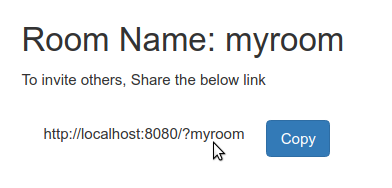 Room Name: myroom
To invite others, Share the below link
http://localhost:8080/?myroom Copy